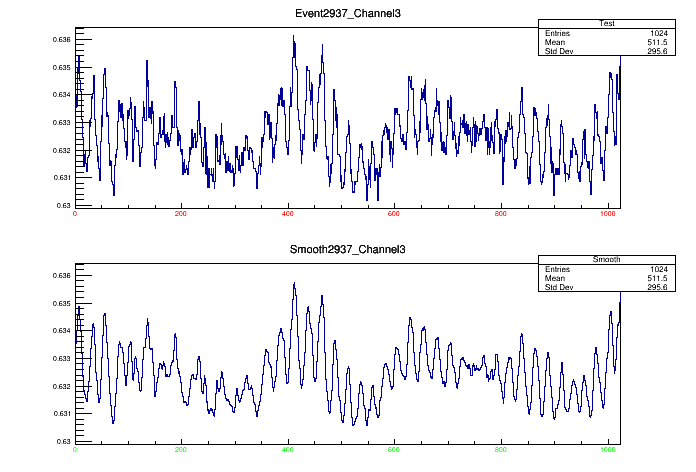 Event2937_Channel3
Test
Entries 1024
Mean 511.5
Std Dev 295.6
0.636
0.635
0.634
0.633
0.632
0.631
0.63
0 200 400 600 800 1000
Smooth2937_Channel3
Smooth
Entries 1024
Mean 511.5
Std Dev 295.6
0.636
0.635
0.634
0.633
0.632
0.631
0.63
0 200 400 600 800 1000